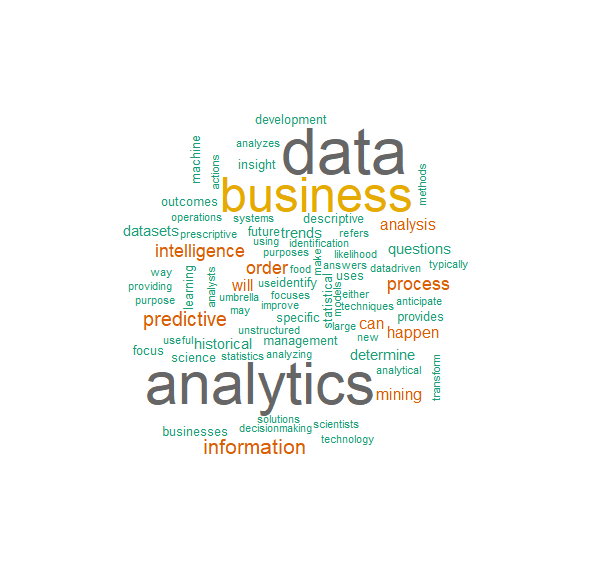 development
data
analyzes
machine
insight
actions
business
methods
outcomes
operations
systems
descriptive
analysis
datasets
prescriptive
future
trends
refers
using
identification
intelligence
purposes
make
likelihood
questions
way
order
food
answers
datadriven
typically
providing
learning
analysts
will
use
identify
statistical
uses
process
purpose
umbrella
focuses
models
either
anticipate
predictive
may
improve
specific
techniques
provides
unstructured
large
can
happen
useful
historical
management
new
focus
science
statistics
analyzing
determine
analytics
analytical
mining
transform
solutions
businesses
decisionmaking
scientists
information
technology